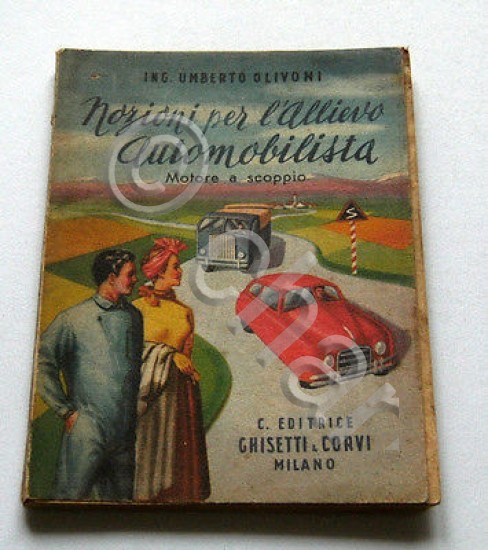 ING. UMBERTO OLIVONI
Nozioni per l'Allievo
Automobilista
Motore a scoppio
S
C. EDITRICE
GHISETTI & CORVI
MILANO